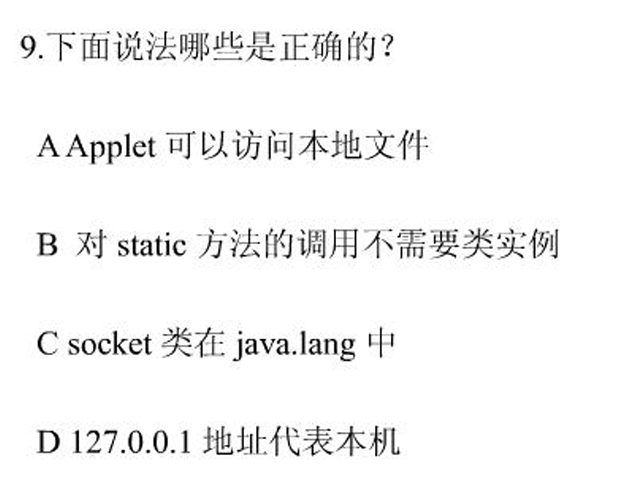 9.下面说法哪些是正确的？
A Applet 可以访问本地文件
B 对 static 方法的调用不需要类实例
C socket 类在 java.lang 中
D 127.0.0.1 地址代表本机